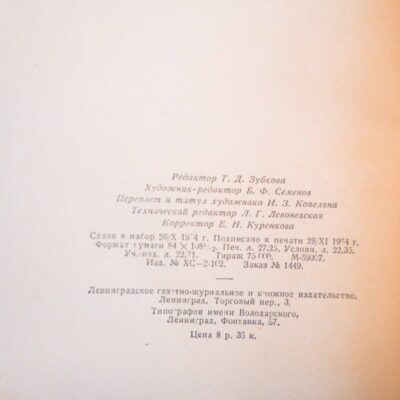 Редактор Т. Д. Зубкова
Художник-редактор Б. Ф. Семенов
Переплет и титул художника И. З. Копеляна
Технический редактор Л. Г. Левоневская
Корректор Е. Н. Куренкова
Сдано в набор 26/X 1954 г. Подписано к печати 29/XI 1954 г.
Формат бумаги 84 × 108¹/₃₂. Печ. л. 27,25. Условн. л. 22,35.
Уч.-изд. л. 22,71. Тираж 75 000. М-59007.
Изд. № ХС-2-102. Заказ № 1449.
Ленинградское газетно-журнальное и книжное издательство,
Ленинград, Торговый пер., 3.
Типография имени Володарского,
Ленинград, Фонтанка, 57.
Цена 8 р. 35 к.